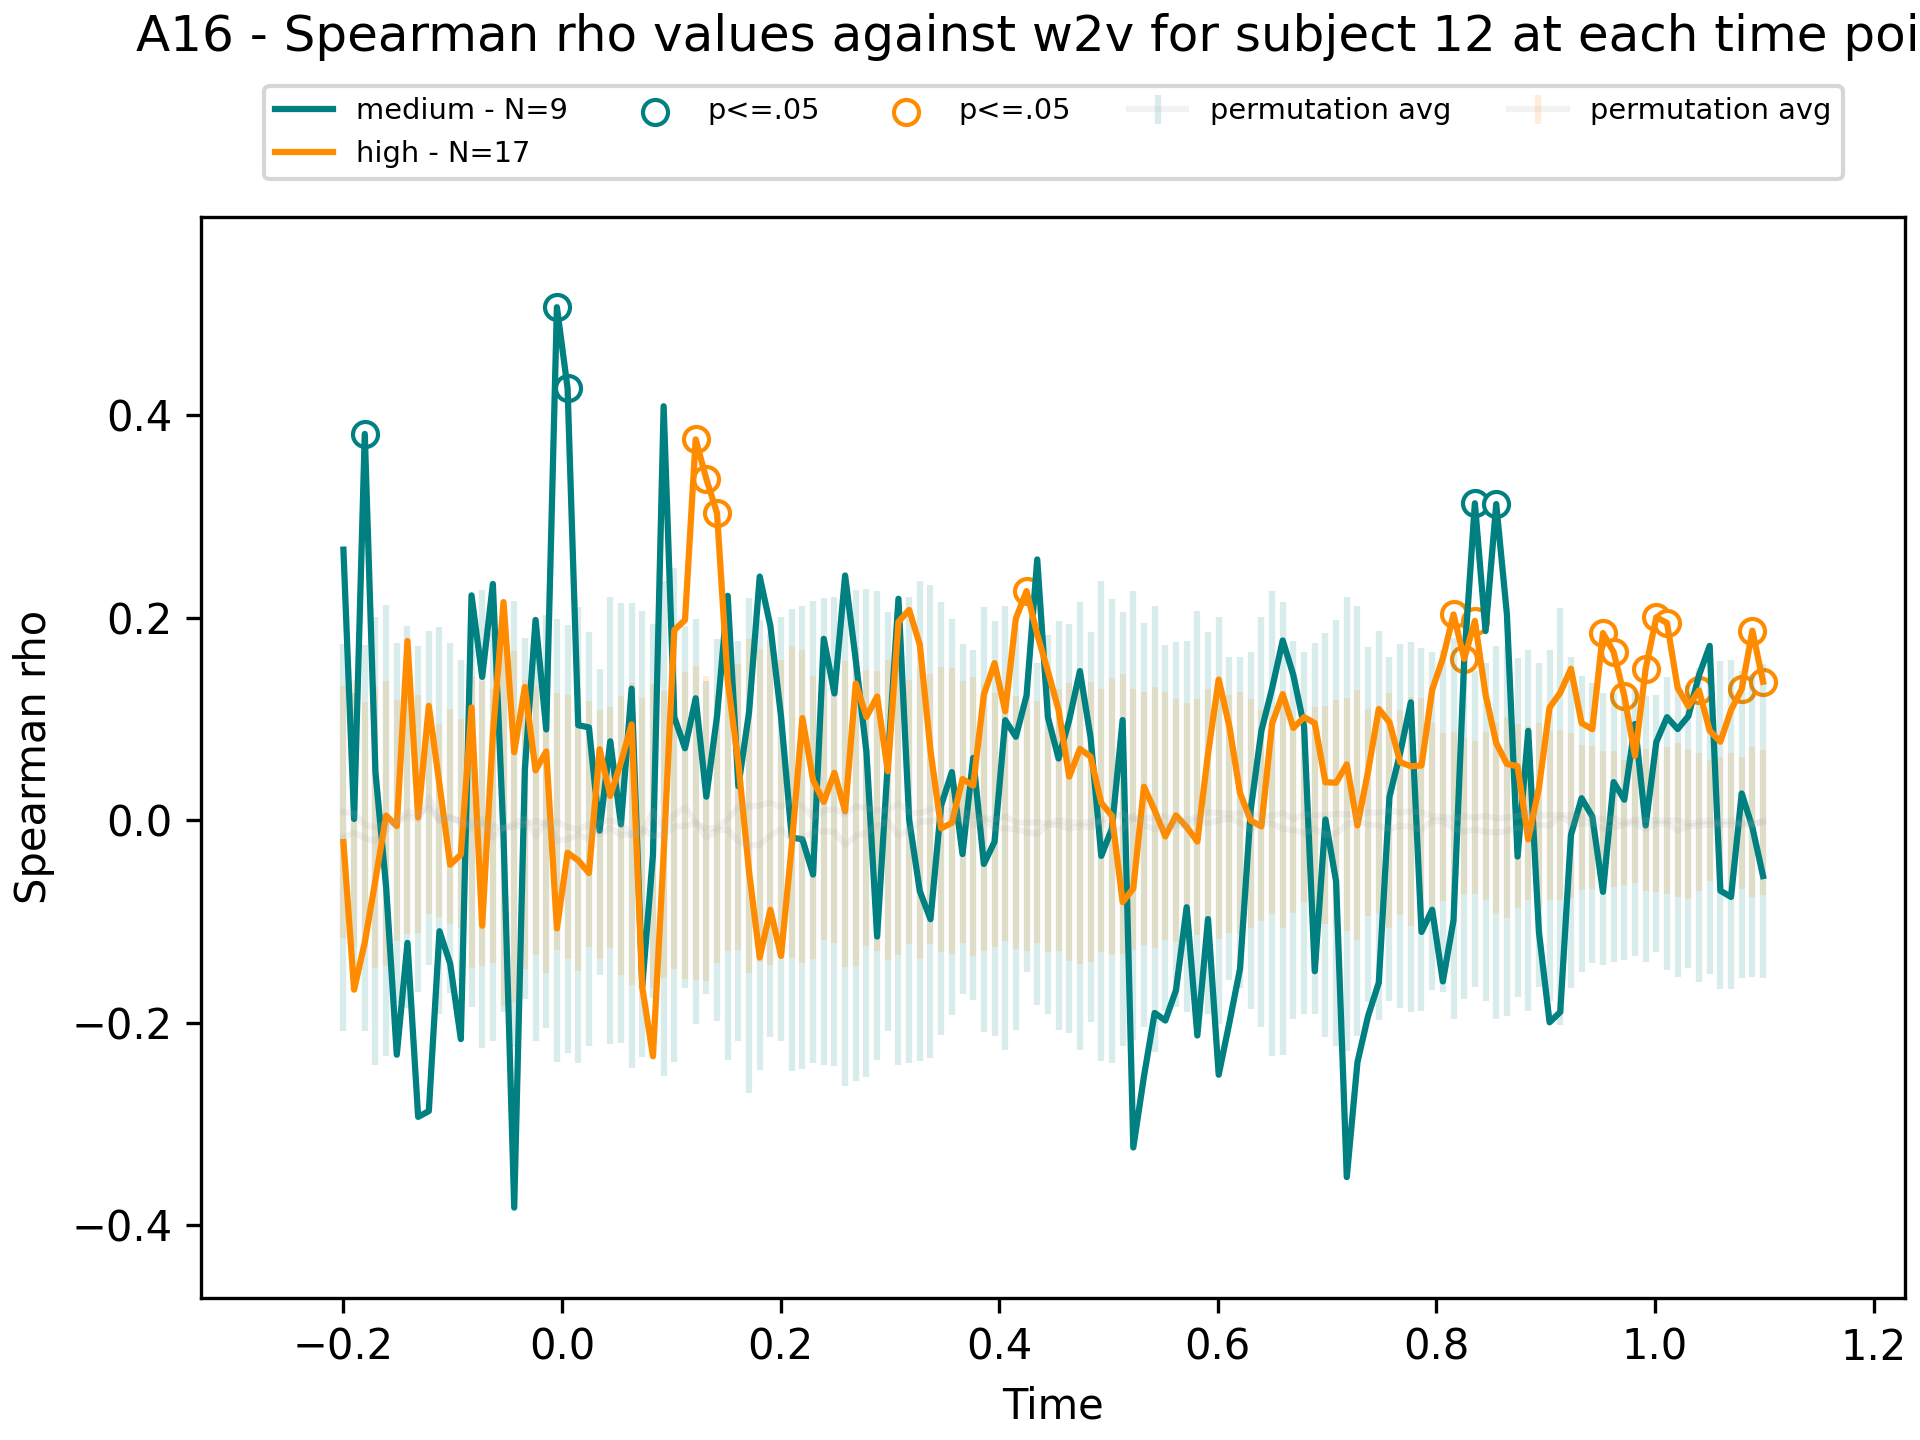 A16 - Spearman rho values against w2v for subject 12 at each time poi
medium - N=9
high - N=17
p<=.05
p<=.05
permutation avg
permutation avg
Spearman rho
0.4
0.2
0.0
−0.2
−0.4
−0.2 0.0 0.2 0.4 0.6 0.8 1.0 1.2
Time